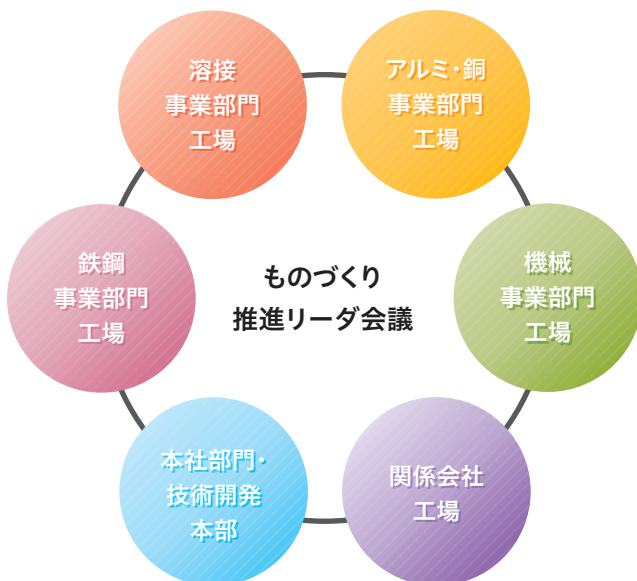 溶接
事業部門
工場
アルミ・銅
事業部門
工場
鉄鋼
事業部門
工場
ものづくり
推進リーダ会議
機械
事業部門
工場
本社部門・
技術開発
本部
関係会社
工場